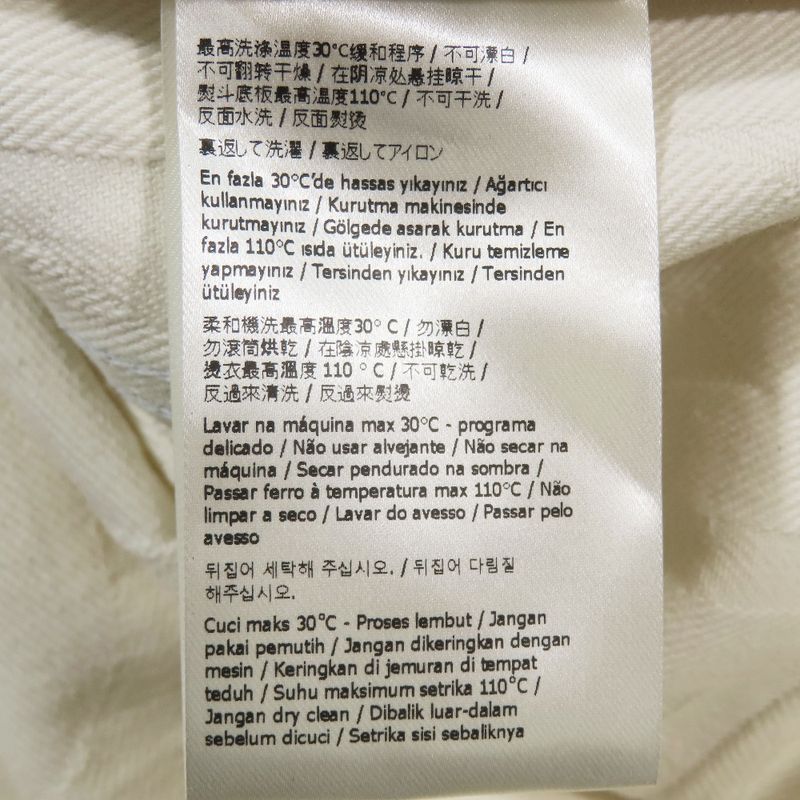 最高洗涤温度30°C缓和程序 / 不可漂白 /
不可翻转干燥 / 在阴凉处悬挂晾干 /
熨斗底板最高温度110°C / 不可干洗 /
反面水洗 / 反面熨烫
裏返して洗濯 / 裏返してアイロン
En fazla 30°C'de hassas yıkayınız / Ağartıcı
kullanmayınız / Kurutma makinesinde
kurutmayınız / Gölgede asarak kurutma / En
fazla 110°C ısıda ütüleyiniz. / Kuru temizleme
yapmayınız / Tersinden yıkayınız / Tersinden
ütüleyiniz
柔和機洗最高溫度30° C / 勿漂白 /
勿滾筒烘乾 / 在陰涼處懸掛晾乾 /
燙衣最高溫度 110 ° C / 不可乾洗 /
反過來清洗 / 反過來熨燙
Lavar na máquina max 30°C - programa
delicado / Não usar alvejante / Não secar na
máquina / Secar pendurado na sombra /
Passar ferro à temperatura max 110°C / Não
limpar a seco / Lavar do avesso / Passar pelo
avesso
뒤집어 세탁해 주십시오. / 뒤집어 다림질
해주십시오.
Cuci maks 30°C - Proses lembut / Jangan
pakai pemutih / Jangan dikeringkan dengan
mesin / Keringkan di jemuran di tempat
teduh / Suhu maksimum setrika 110°C /
Jangan dry clean / Dibalik luar-dalam
sebelum dicuci / Setrika sisi sebaliknya